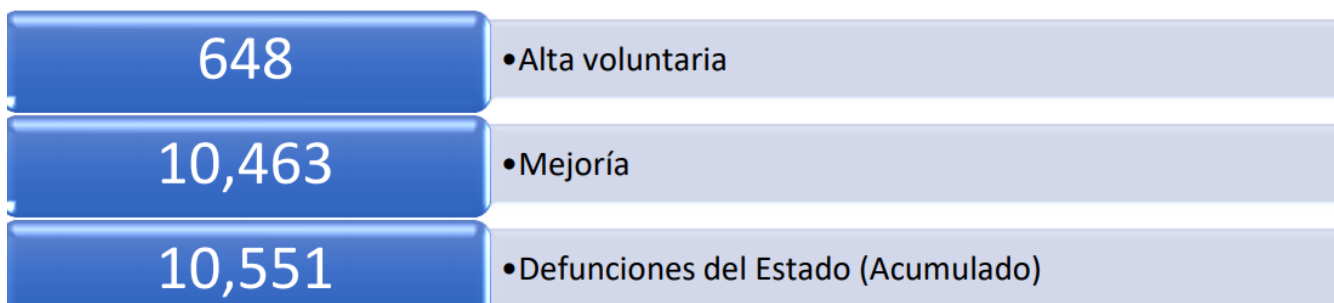 648 •Alta voluntaria
10,463 •Mejoría
10,551 •Defunciones del Estado (Acumulado)